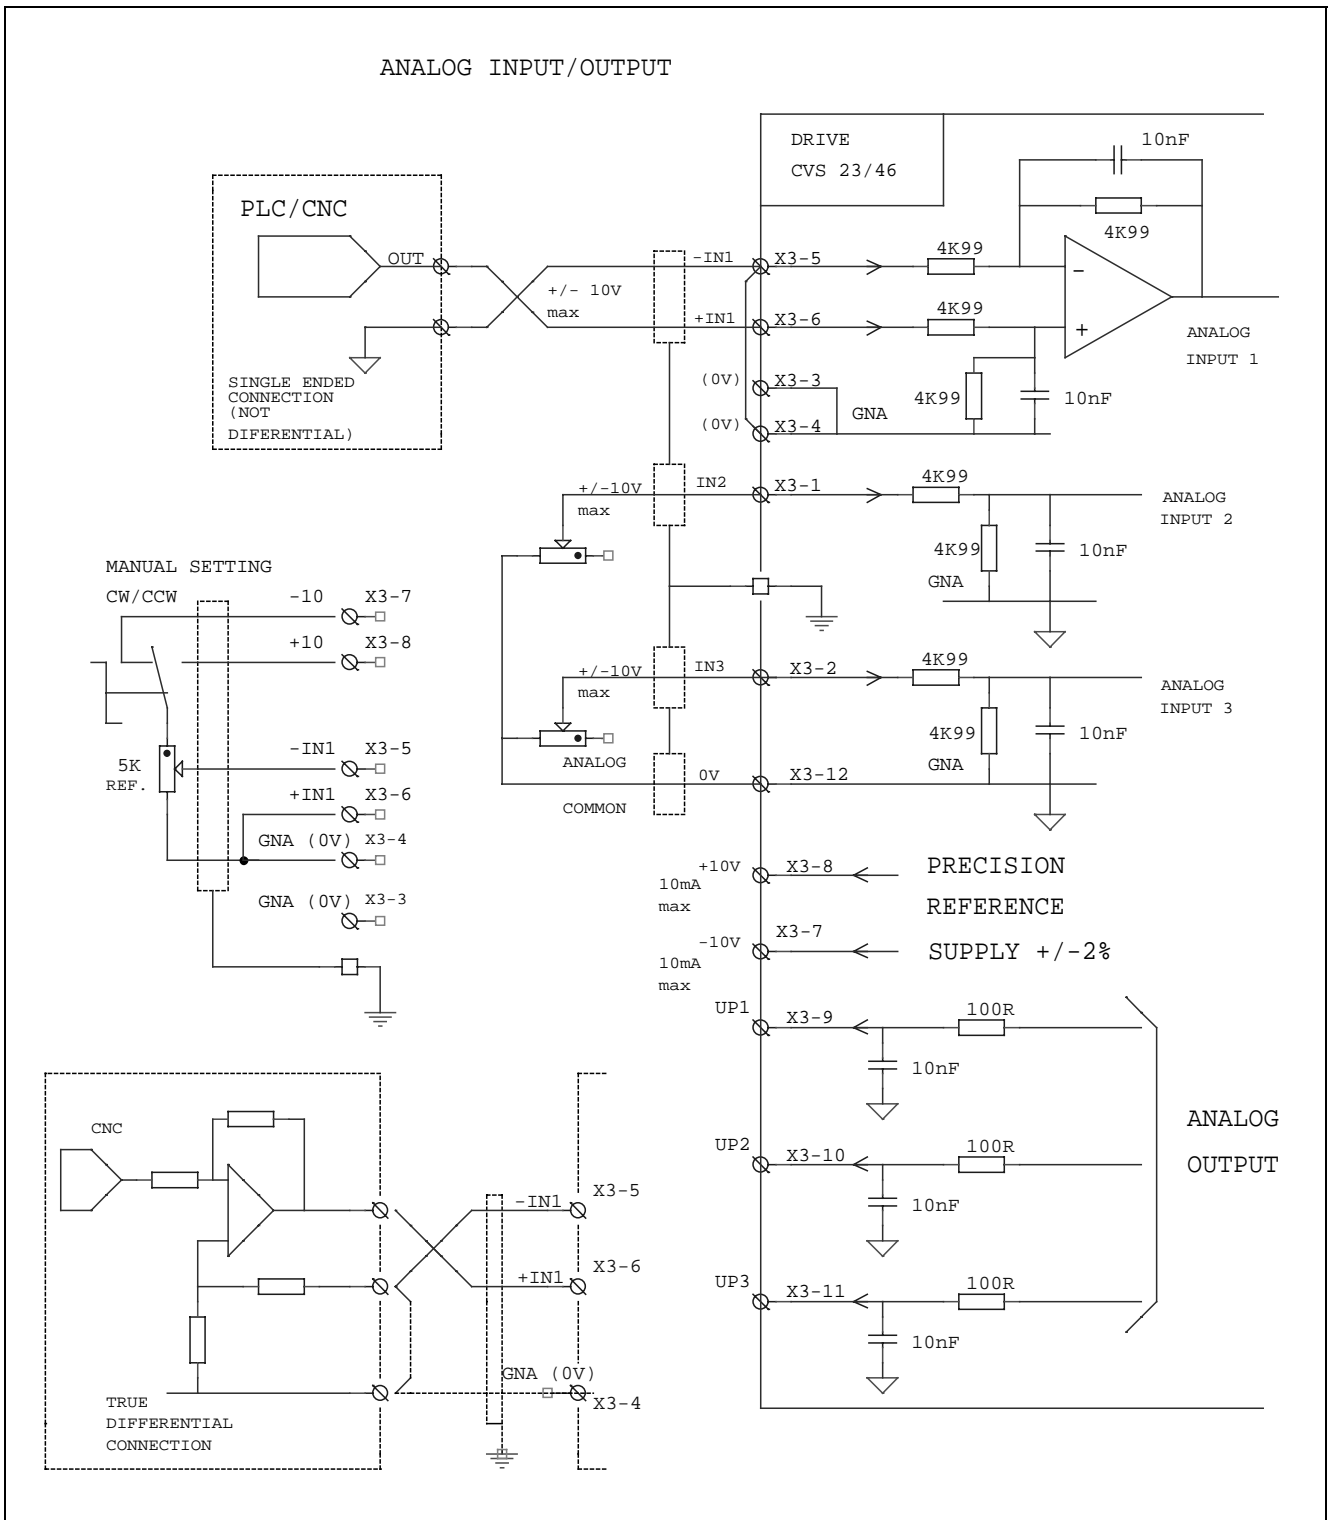 ANALOG INPUT/OUTPUT
DRIVE
CVS 23/46
10nF
4K99
PLC/CNC
OUT
+/- 10V
max
-IN1
X3-5
4K99
+IN1
X3-6
4K99
-
+
ANALOG
INPUT 1
(0V)
X3-3
4K99
10nF
GNA
(0V)
X3-4
SINGLE ENDED
CONNECTION
(NOT
DIFERENTIAL)
+/-10V
max
IN2
X3-1
4K99
ANALOG
INPUT 2
4K99
10nF
GNA
MANUAL SETTING
CW/CCW
-10
X3-7
+10
X3-8
-IN1
X3-5
5K
REF.
+IN1
X3-6
GNA (0V)
X3-4
GNA (0V)
X3-3
+/-10V
max
IN3
X3-2
4K99
ANALOG
INPUT 3
4K99
10nF
GNA
ANALOG
COMMON
0V
X3-12
+10V
10mA
max
X3-8
PRECISION
REFERENCE
SUPPLY +/-2%
-10V
10mA
max
X3-7
UP1
X3-9
100R
10nF
UP2
X3-10
100R
10nF
UP3
X3-11
100R
10nF
ANALOG
OUTPUT
CNC
-IN1
X3-5
+IN1
X3-6
GNA (0V)
X3-4
TRUE
DIFFERENTIAL
CONNECTION